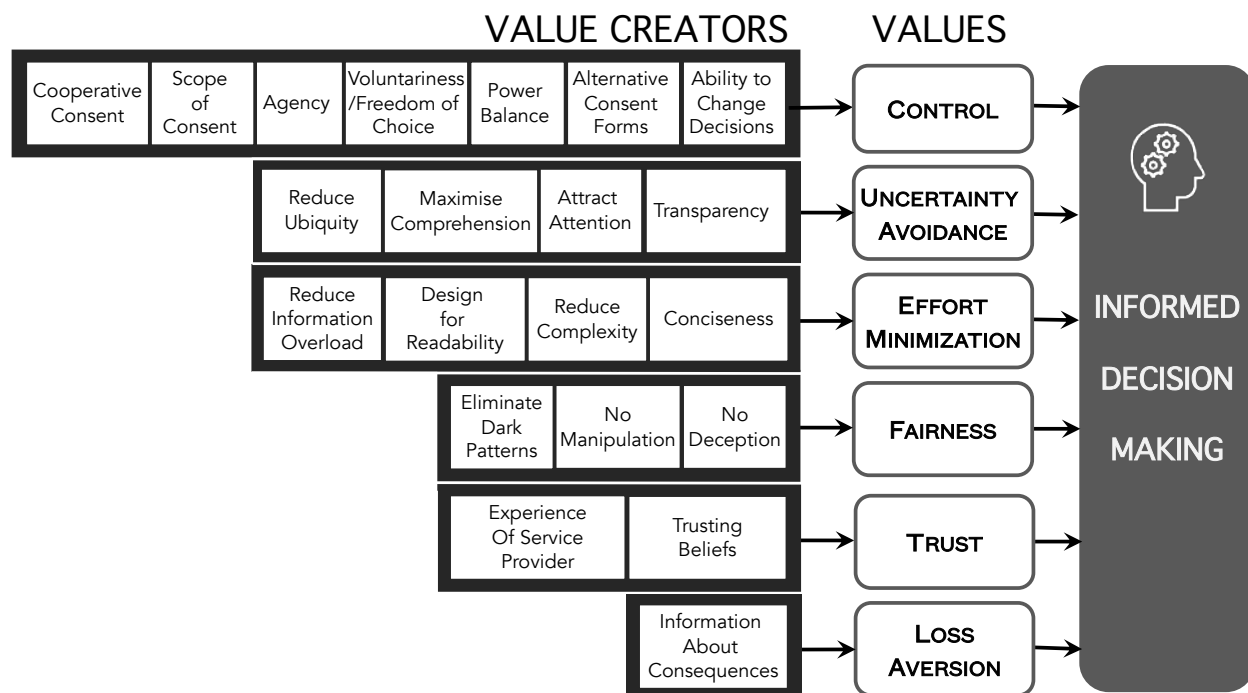 VALUE CREATORS
VALUES
Cooperative
Consent
Scope
of
Consent
Agency
Voluntariness
/Freedom of
Choice
Power
Balance
Alternative
Consent
Forms
Ability to
Change
Decisions
CONTROL
Reduce
Ubiquity
Maximise
Comprehension
Attract
Attention
Transparency
UNCERTAINTY
AVOIDANCE
Reduce
Information
Overload
Design
for
Readability
Reduce
Complexity
Conciseness
EFFORT
MINIMIZATION
Eliminate
Dark
Patterns
No
Manipulation
No
Deception
FAIRNESS
Experience
Of Service
Provider
Trusting
Beliefs
TRUST
Information
About
Consequences
LOSS
AVERSION
INFORMED
DECISION
MAKING